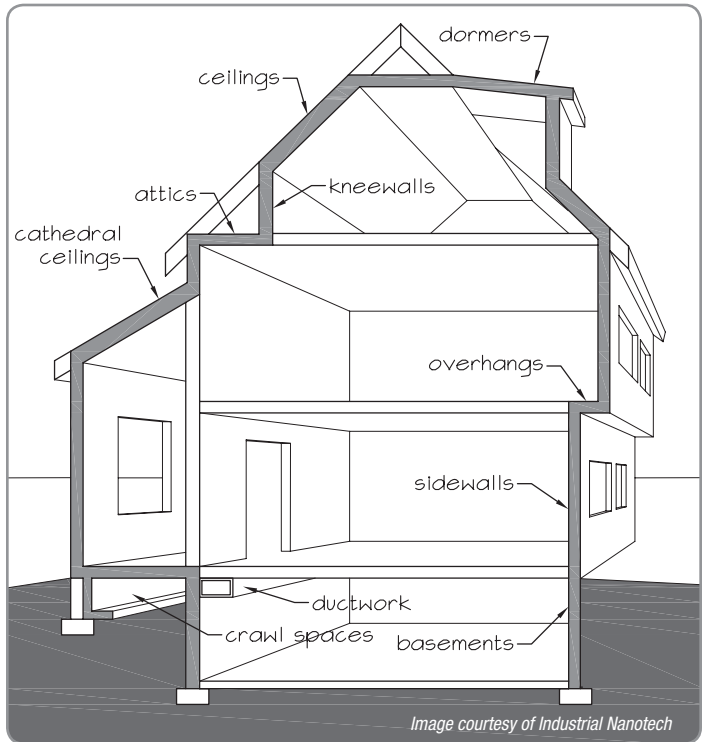 dormers
ceilings
attics
kneewalls
cathedral
ceilings
overhangs
sidewalls
ductwork
crawl spaces
basements
Image courtesy of Industrial Nanotech